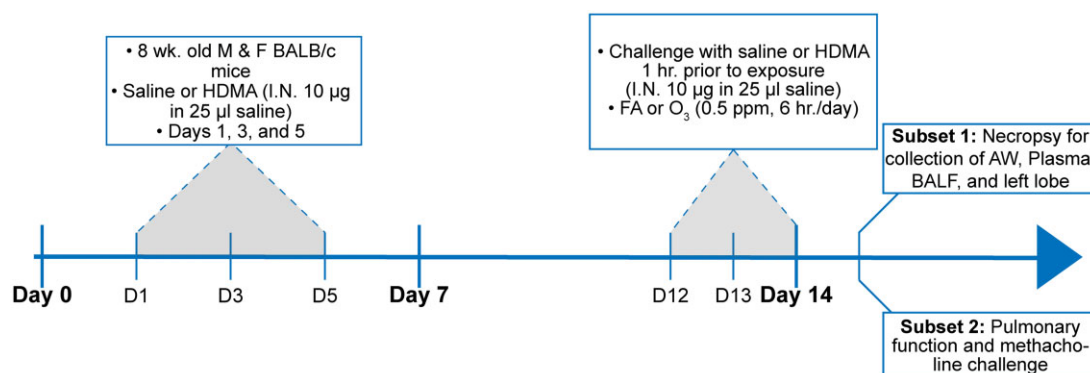 • 8 wk. old M & F BALB/c
mice
• Saline or HDMA (I.N. 10 µg
in 25 µl saline)
• Days 1, 3, and 5
• Challenge with saline or HDMA
1 hr. prior to exposure
(I.N. 10 µg in 25 µl saline)
• FA or O₃ (0.5 ppm, 6 hr./day)
Subset 1: Necropsy for
collection of AW, Plasma
BALF, and left lobe
Day 0
D1
D3
D5
Day 7
D12
D13
Day 14
Subset 2: Pulmonary
function and methacho-
line challenge